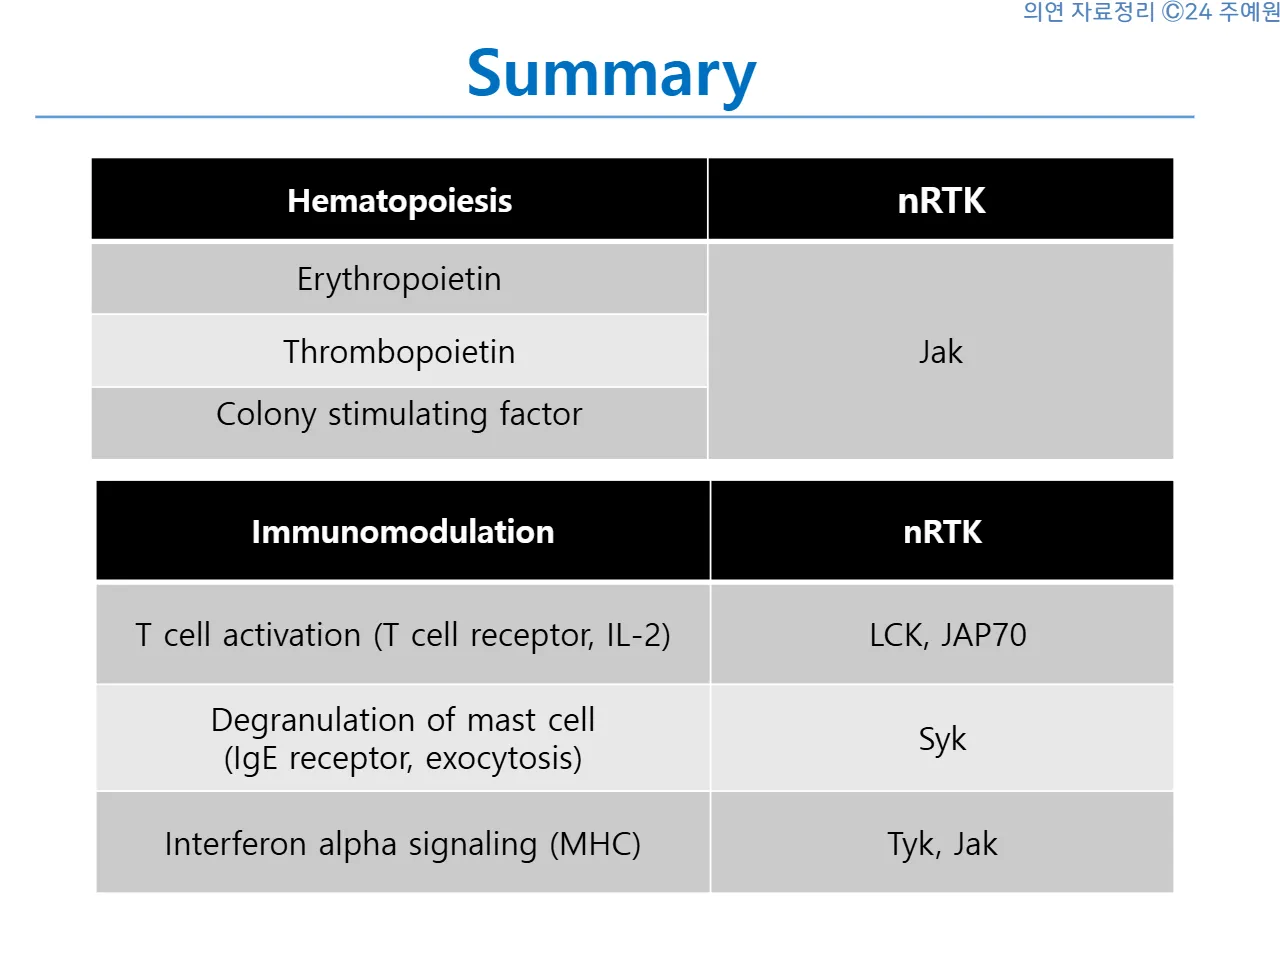 의연 자료정리 Ⓒ24 주예원
Summary
Hematopoiesis
nRTK
Erythropoietin
Thrombopoietin
Colony stimulating factor
Jak
Immunomodulation
nRTK
T cell activation (T cell receptor, IL-2)
LCK, JAP70
Degranulation of mast cell
(IgE receptor, exocytosis)
Syk
Interferon alpha signaling (MHC)
Tyk, Jak